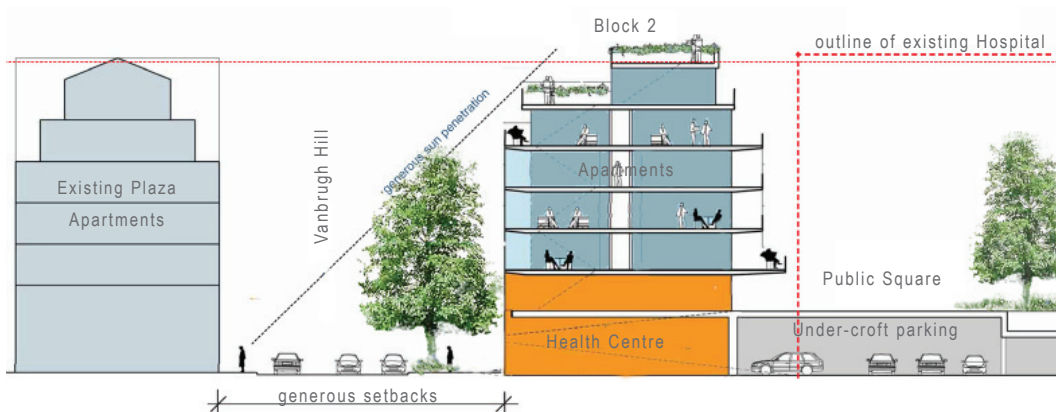 Block 2
outline of existing Hospital
generous sun penetration
Vanbrugh Hill
Existing Plaza
Apartments
Apartments
Public Square
Health Centre
Under-croft parking
generous setbacks